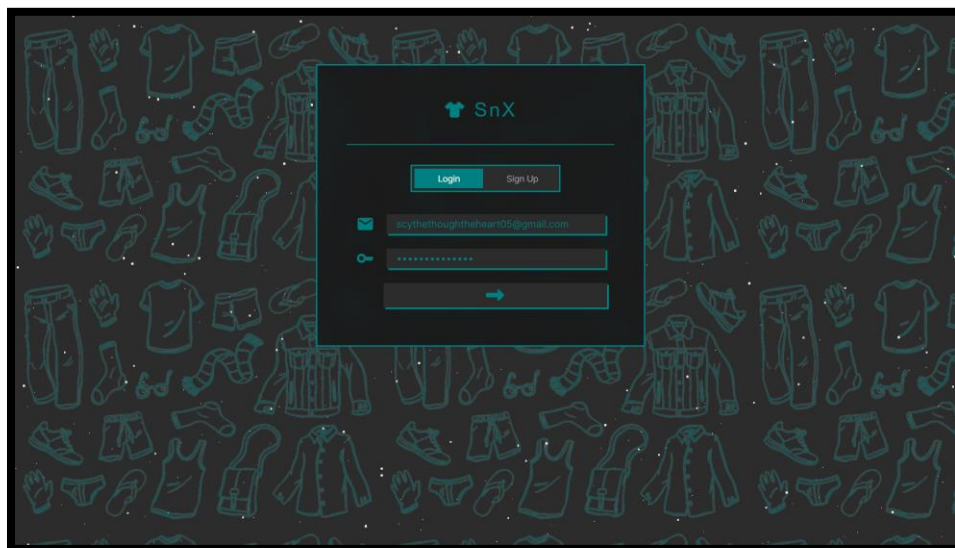 SnX
Login Sign Up
scythethoughtheheart05@gmail.com
••••••••••••••